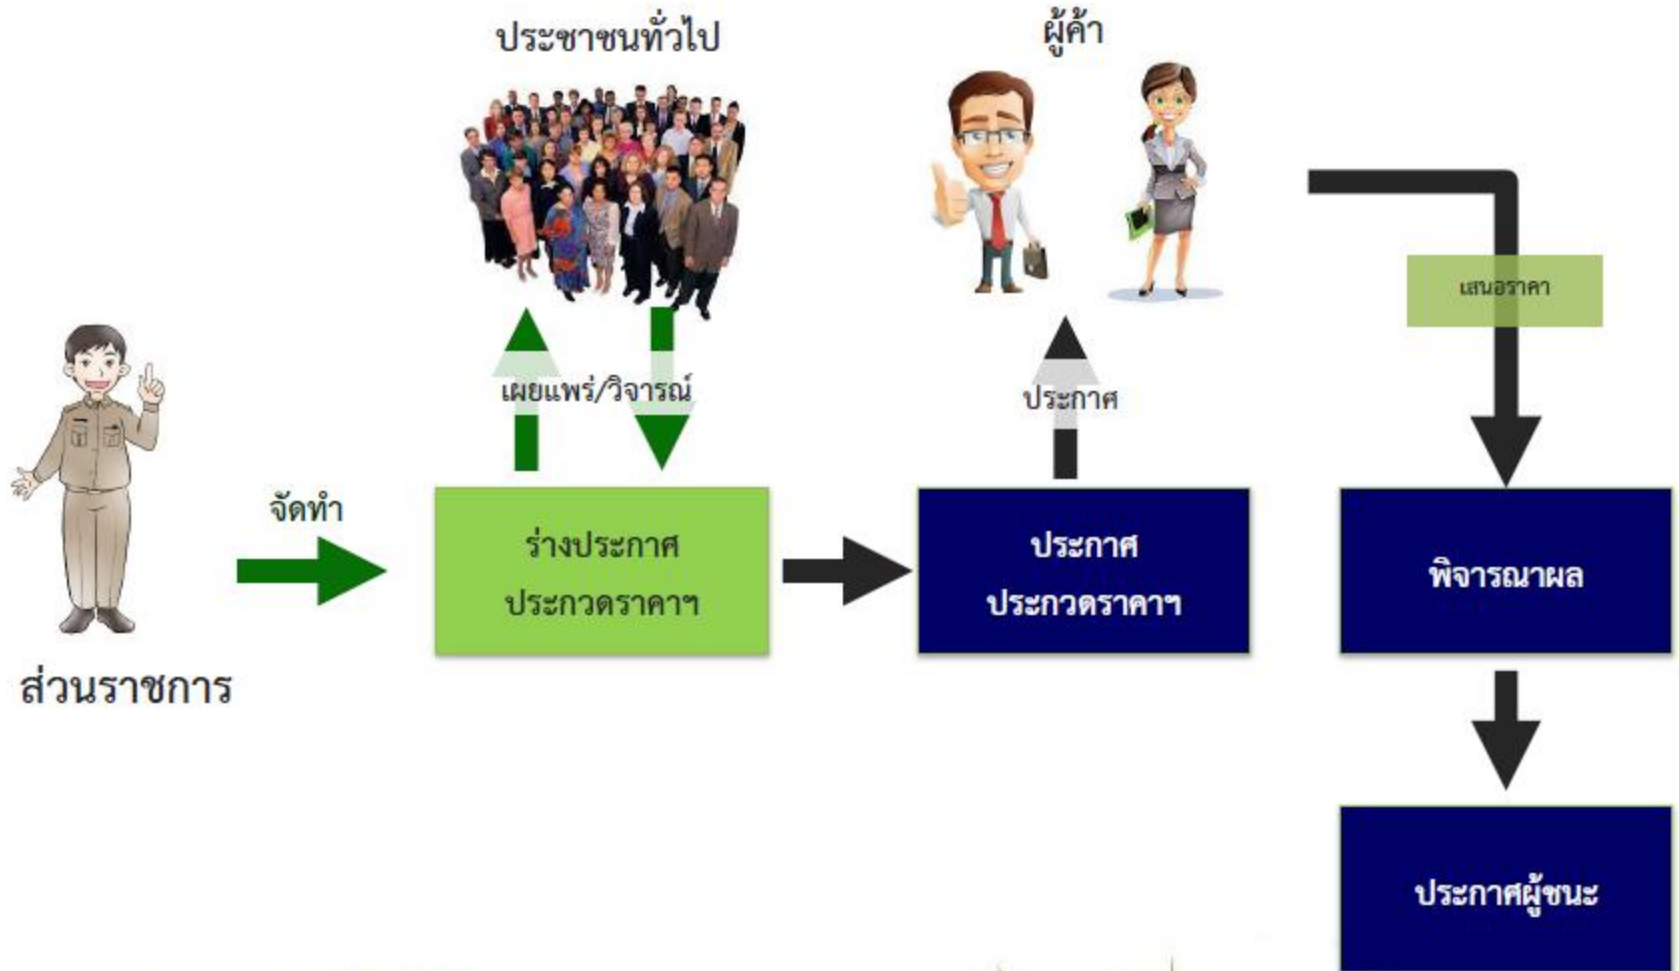 ประชาชนทั่วไป
ผู้ค้า
เสนอราคา
เผยแพร่/วิจารณ์
ประกาศ
จัดทำ
ร่างประกาศ
ประกวดราคาฯ
ประกาศ
ประกวดราคาฯ
พิจารณาผล
ส่วนราชการ
ประกาศผู้ชนะ